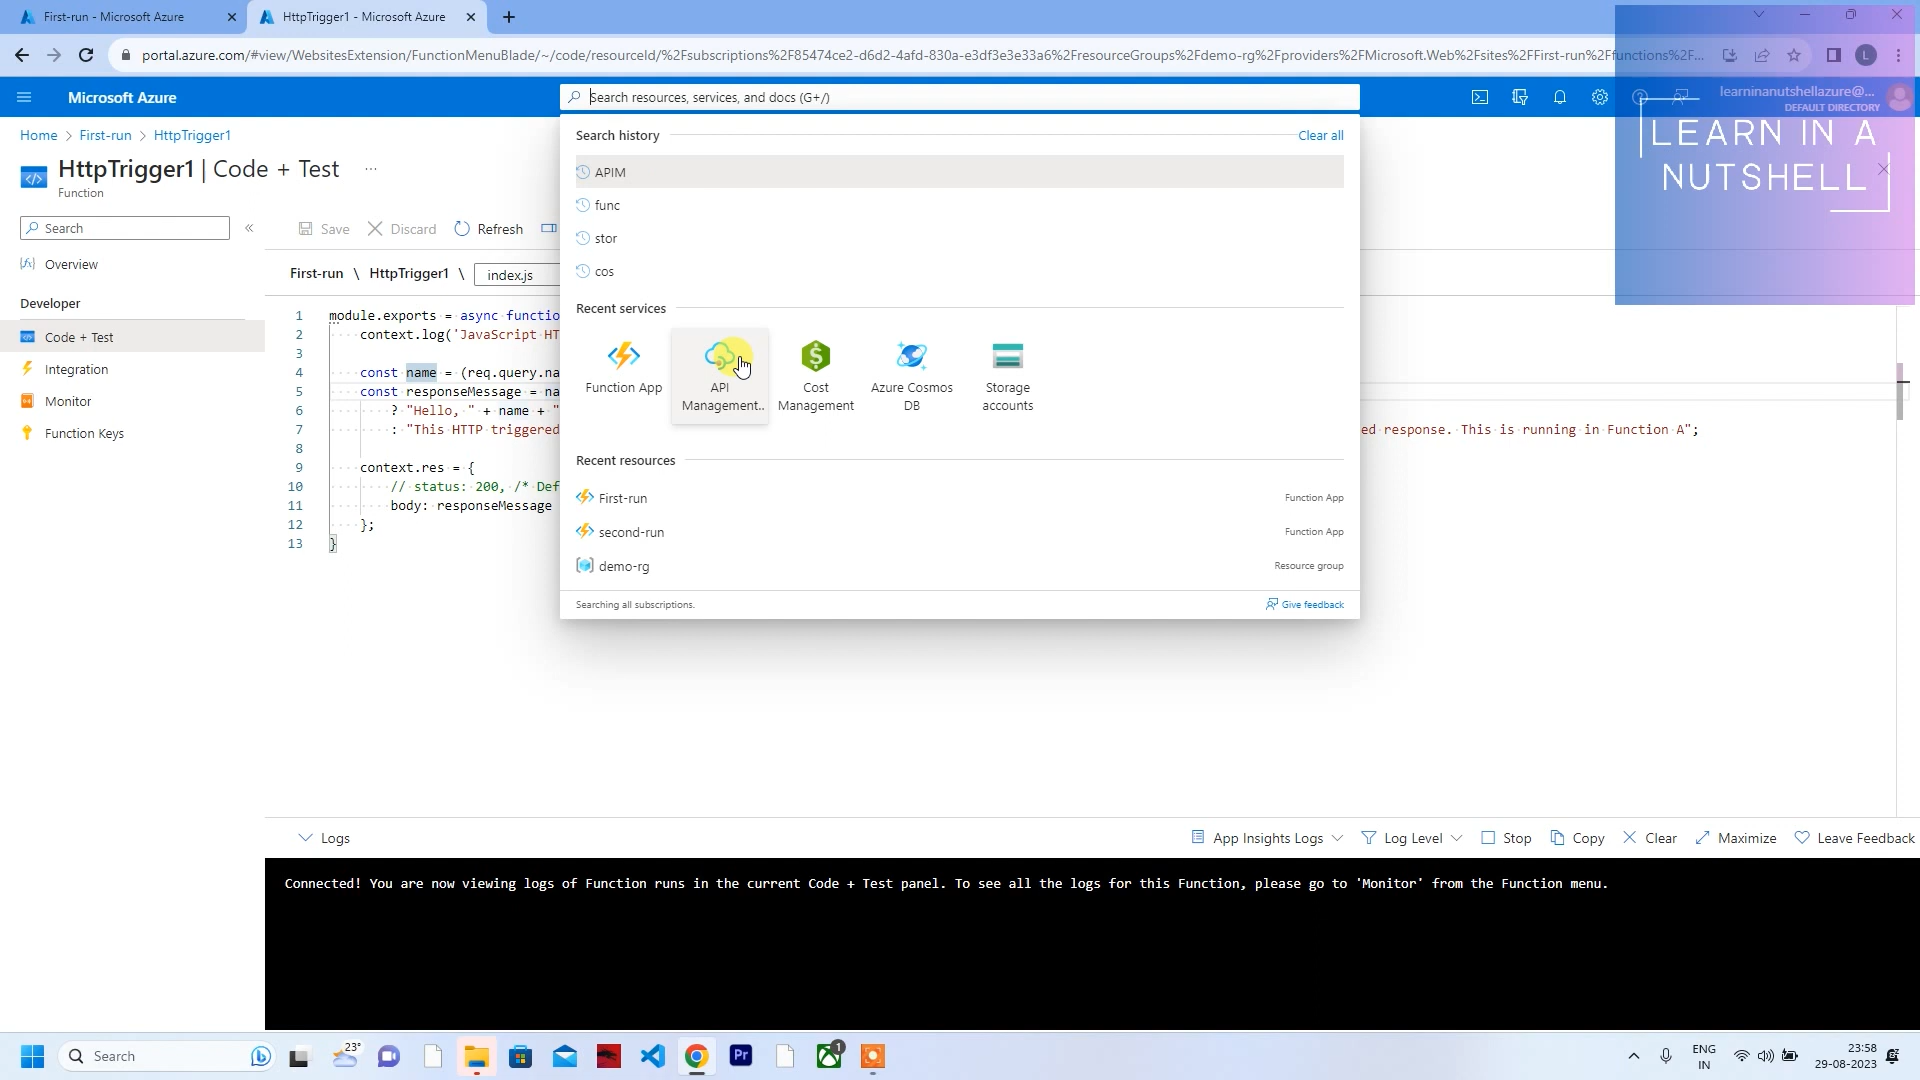 First-run - Microsoft Azure
HttpTrigger1 - Microsoft Azure
portal.azure.com/#view/WebsitesExtension/FunctionMenuBlade/~/code/resourceId/%2Fsubscriptions%2F85474ce2-d6d2-4afd-830a-e3df3e3e33a6%2FresourceGroups%2Fdemo-rg%2Fproviders%2FMicrosoft.Web%2Fsites%2FFirst-run%2Ffunctions%2F...
L
Microsoft Azure
Search resources, services, and docs (G+/)
learninanutshellazure@...
DEFAULT DIRECTORY
LEARN IN A
NUTSHELL
Home > First-run > HttpTrigger1
HttpTrigger1 | Code + Test ...
Function
Search
«
Save
Discard
Refresh
Overview
Developer
Code + Test
Integration
Monitor
Function Keys
First-run \ HttpTrigger1 \ index.js
1 module.exports = async functio
2 context.log('JavaScript HT
3
4 const name = (req.query.na
5 const responseMessage = na
6 ? "Hello, " + name + "
7 : "This HTTP triggered ed response. This is running in Function A";
8
9 context.res = {
10 // status: 200, /* Def
11 body: responseMessage
12 };
13 }
Search history
Clear all
APIM
func
stor
cos
Recent services
Function App
API Management..
Cost Management
Azure Cosmos DB
Storage accounts
Recent resources
First-run Function App
second-run Function App
demo-rg Resource group
Searching all subscriptions.
Give feedback
Logs
App Insights Logs
Log Level
Stop
Copy
Clear
Maximize
Leave Feedback
Connected! You are now viewing logs of Function runs in the current Code + Test panel. To see all the logs for this Function, please go to 'Monitor' from the Function menu.
Search
23°
Pr
1
ENG
IN
23:58
29-08-2023